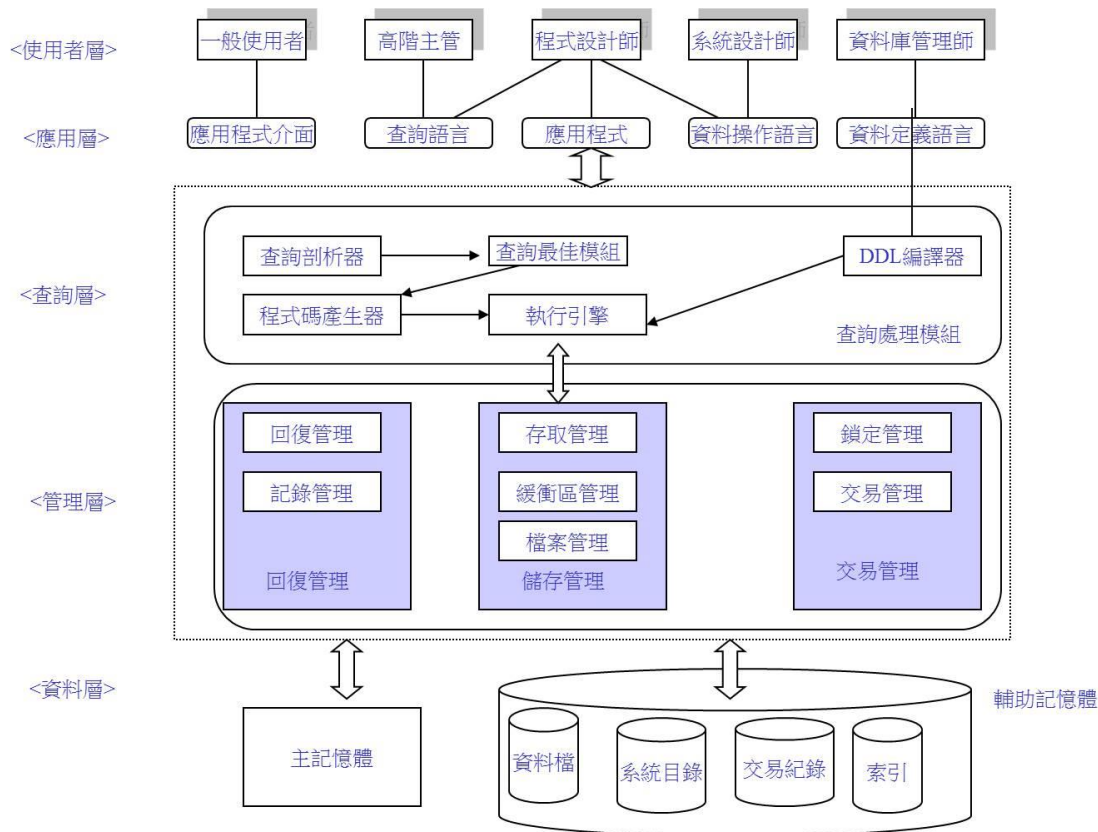 <使用者層>
一般使用者
高階主管
程式設計師
系統設計師
資料庫管理師
<應用層>
應用程式介面
查詢語言
應用程式
資料操作語言
資料定義語言
<查詢層>
查詢剖析器
查詢最佳模組
DDL編譯器
程式碼產生器
執行引擎
查詢處理模組
<管理層>
回復管理
記錄管理
回復管理
存取管理
緩衝區管理
檔案管理
儲存管理
鎖定管理
交易管理
交易管理
<資料層>
主記憶體
輔助記憶體
資料檔
系統目錄
交易紀錄
索引